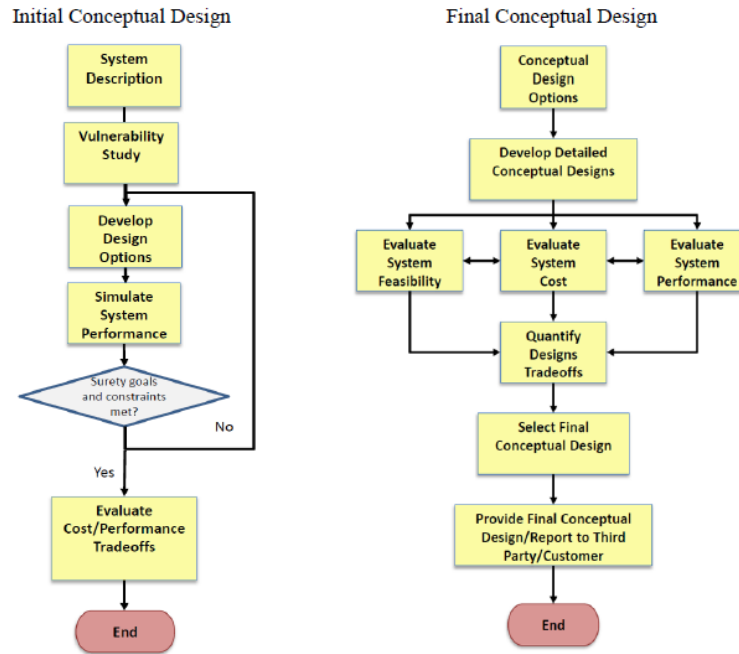 Initial Conceptual Design
System
Description
Vulnerability
Study
Develop
Design
Options
Simulate
System
Performance
Surety goals
and constraints
met?
No
Yes
Evaluate
Cost/Performance
Tradeoffs
End
Final Conceptual Design
Conceptual
Design
Options
Develop Detailed
Conceptual Designs
Evaluate
System
Feasibility
Evaluate
System
Cost
Evaluate
System
Performance
Quantify
Designs
Tradeoffs
Select Final
Conceptual Design
Provide Final Conceptual
Design/Report to Third
Party/Customer
End